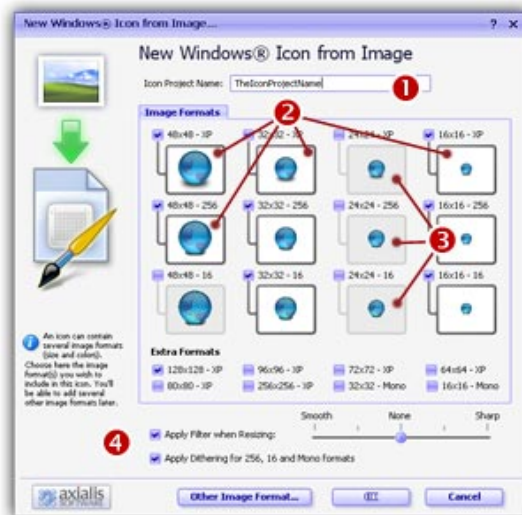 New Windows® Icon from Image...
New Windows® Icon from Image
Icon Project Name: TheIconProjectName
1
Image Formats
2
48x48 - XP 32x32 - XP 24x24 - XP 16x16 - XP
48x48 - 256 32x32 - 256 24x24 - 256 16x16 - 256
3
48x48 - 16 32x32 - 16 24x24 - 16 16x16 - 16
An icon can contain
several image formats
(size and colors).
Choose here the image
format(s) you wish to
include in this icon. You'll
be able to add several
other image formats later.
Extra Formats
128x128 - XP 96x96 - XP 72x72 - XP 64x64 - XP
80x80 - XP 256x256 - XP 32x32 - Mono 16x16 - Mono
Smooth None Sharp
4
Apply Filter when Resizing:
Apply Dithering for 256, 16 and Mono formats
axialis
SOFTWARE
Other Image Format... Cancel